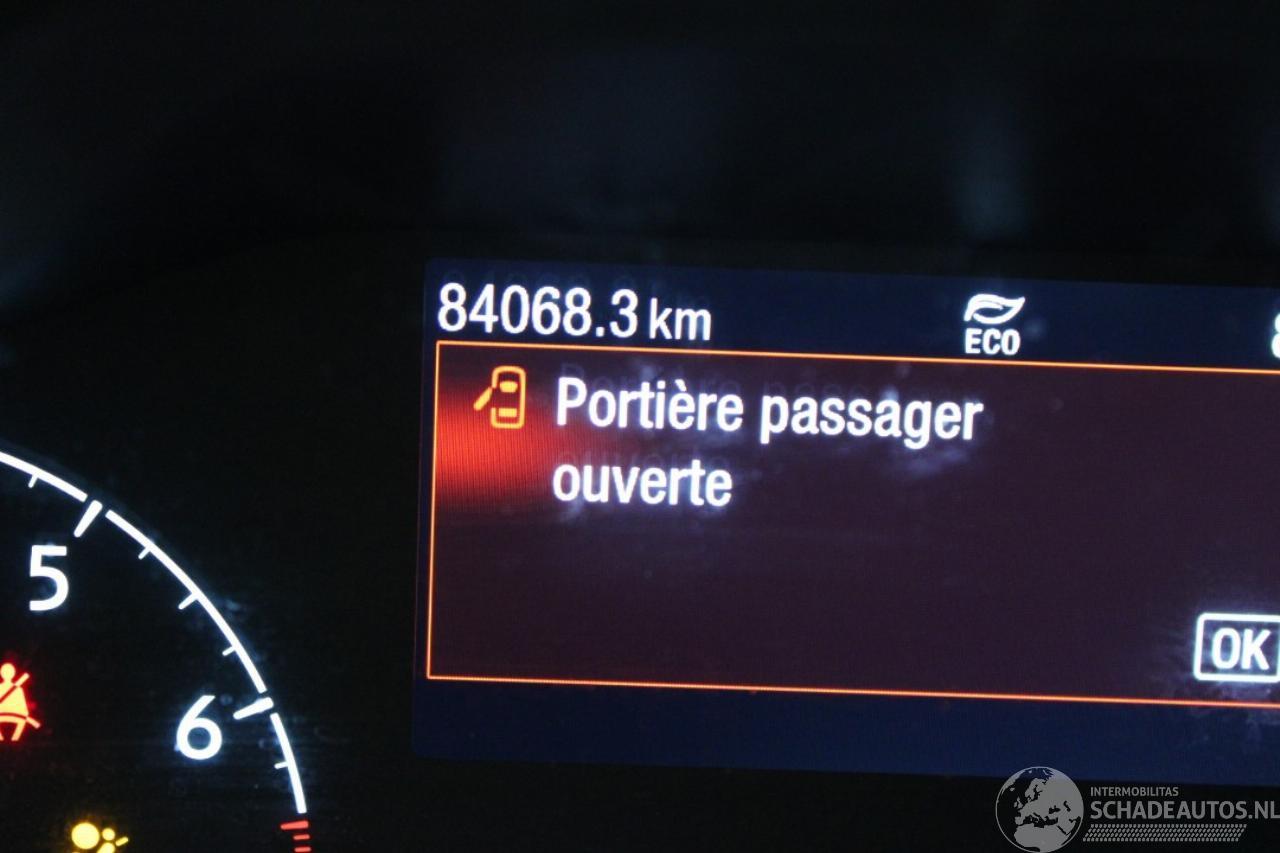 84068.3 km
ECO
Portière passager
ouverte
5
OK
6
INTERMOBILITAS
SCHADEAUTOS.NL